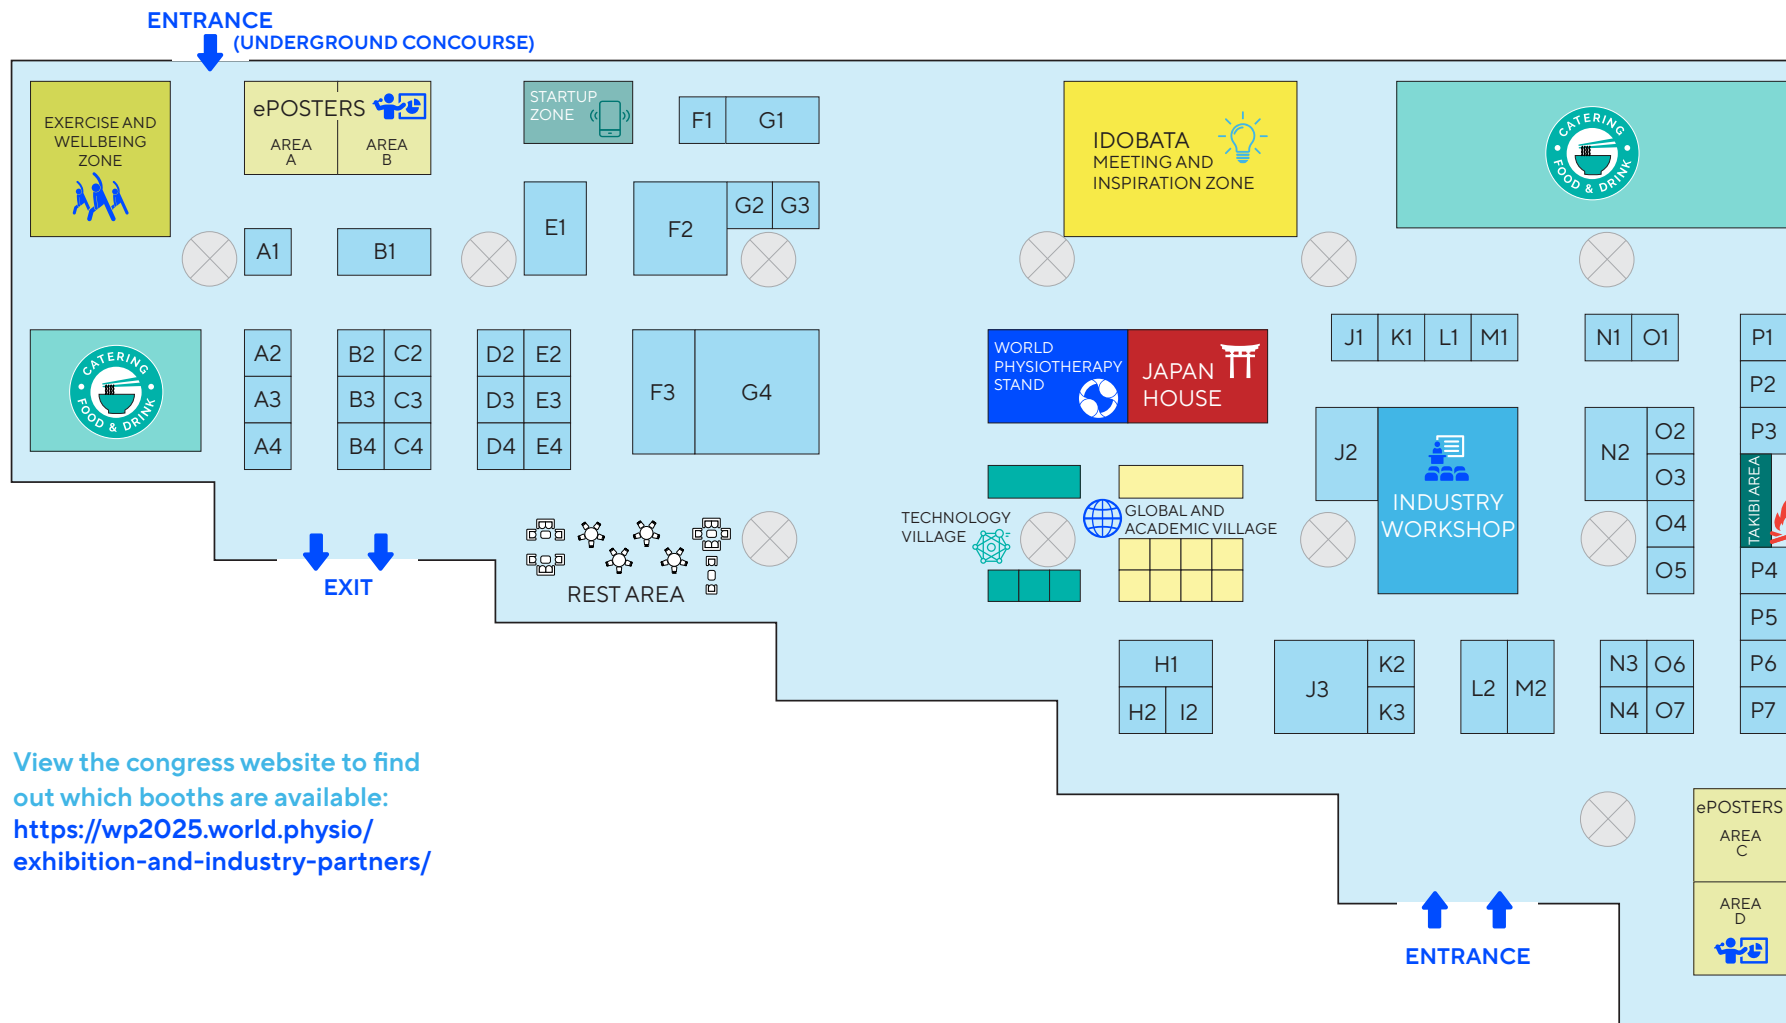 ENTRANCE
(UNDERGROUND CONCOURSE)
EXERCISE AND
WELLBEING
ZONE
ePOSTERS
AREA
A
AREA
B
STARTUP
ZONE
F1
G1
IDOBATA
MEETING AND
INSPIRATION ZONE
CATERING
FOOD & DRINK
A1
B1
E1
F2
G2
G3
CATERING
FOOD & DRINK
A2
A3
A4
B2
C2
B3
C3
B4
C4
D2
E2
D3
E3
D4
E4
F3
G4
WORLD
PHYSIOTHERAPY
STAND
JAPAN
HOUSE
J1
K1
L1
M1
N1
O1
P1
P2
P3
J2
INDUSTRY
WORKSHOP
N2
O2
O3
O4
O5
TAKIBI AREA
P4
P5
P6
P7
TECHNOLOGY
VILLAGE
GLOBAL AND
ACADEMIC VILLAGE
EXIT
REST AREA
H1
H2
I2
J3
K2
K3
L2
M2
N3
O6
N4
O7
View the congress website to find
out which booths are available:
https://wp2025.world.physio/
exhibition-and-industry-partners/
ePOSTERS
AREA
C
AREA
D
ENTRANCE